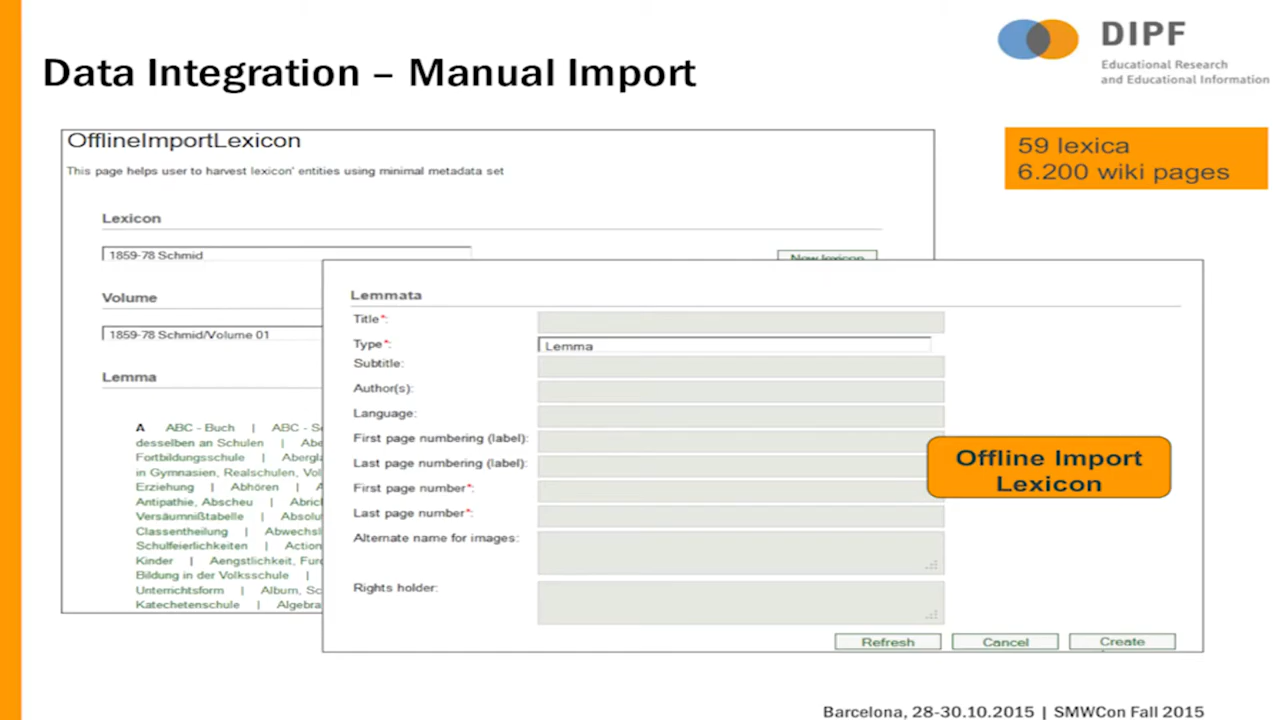 DIPF
Educational Research
and Educational Information
Data Integration – Manual Import
59 lexica
6.200 wiki pages
OfflineImportLexicon
This page helps user to harvest lexicon' entities using minimal metadata set
Lexicon
1859-78 Schmid
New lexicon
Volume
1859-78 Schmid/Volume 01
Lemma
A ABC - Buch | ABC - S
desselben an Schulen | Abe
Fortbildungsschule | Abergla
in Gymnasien, Realschulen, Vol
Erziehung | Abhören | A
Antipathie, Abscheu | Abric
Versäumnißtabelle | Absolu
Classentheilung | Abwechsl
Schulfeierlichkeiten | Action
Kinder | Aengstlichkeit, Furc
Bildung in der Volksschule |
Unterrichtsform | Album, Sc
Katechetenschule | Algebra
Lemmata
Title*:
Type*: Lemma
Subtitle:
Author(s):
Language:
First page numbering (label):
Last page numbering (label):
First page number*:
Last page number*:
Alternate name for images:
Rights holder:
Offline Import
Lexicon
Refresh Cancel Create
Barcelona, 28-30.10.2015 | SMWCon Fall 2015